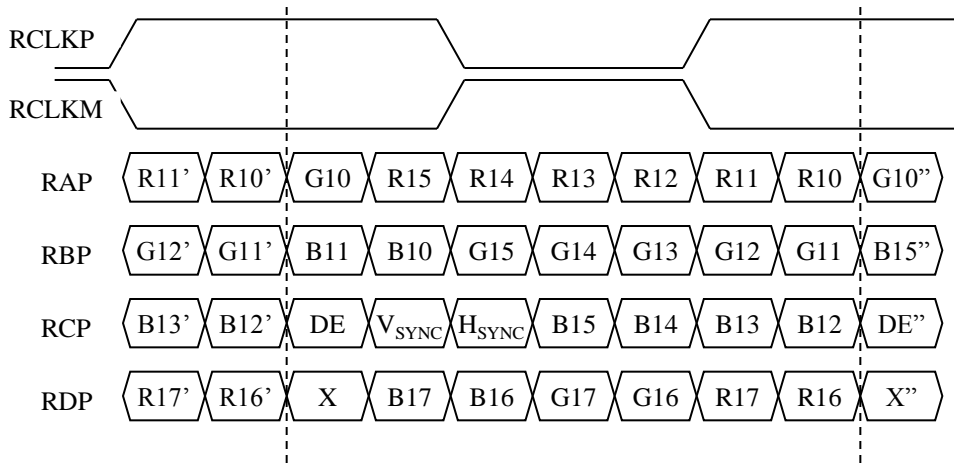 RCLKP
RCLKM
RAP R11’ R10’ G10 R15 R14 R13 R12 R11 R10 G10”
RBP G12’ G11’ B11 B10 G15 G14 G13 G12 G11 B15”
RCP B13’ B12’ DE VSYNC HSYNC B15 B14 B13 B12 DE”
RDP R17’ R16’ X B17 B16 G17 G16 R17 R16 X”